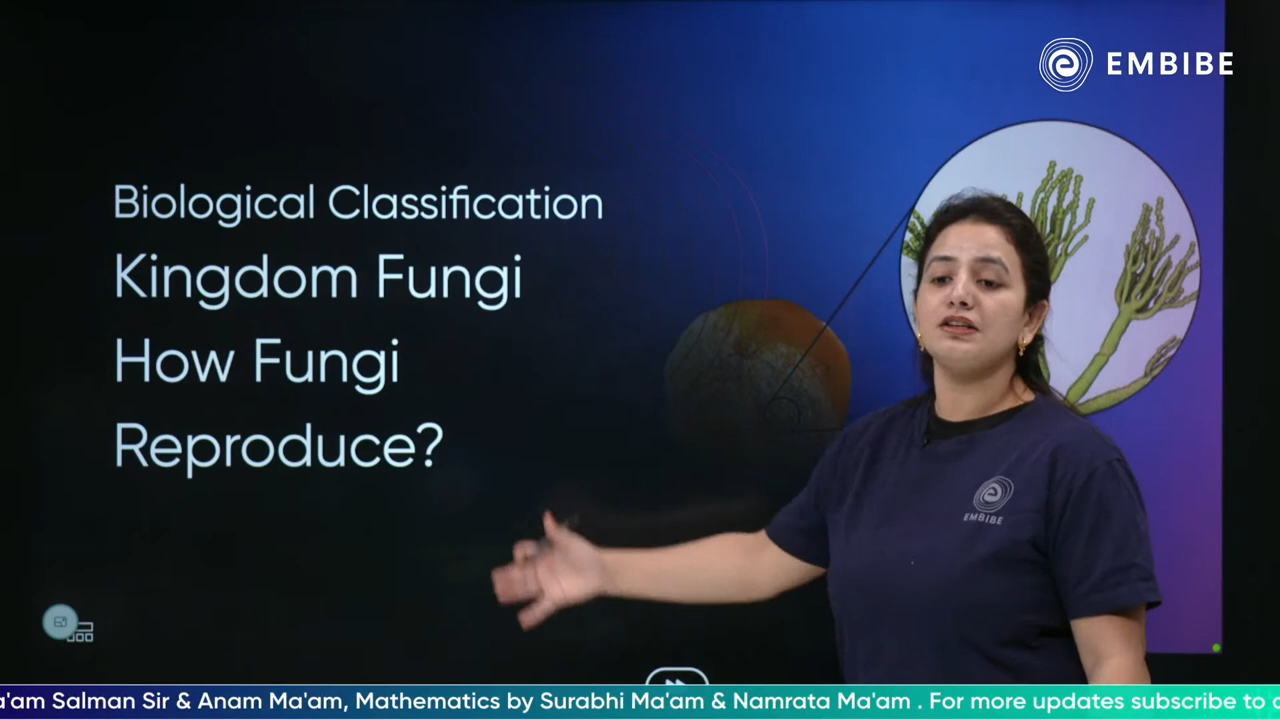 EMBIBE
Biological Classification
Kingdom Fungi
How Fungi
Reproduce?
EMBIBE
a'am Salman Sir & Anam Ma'am, Mathematics by Surabhi Ma'am & Namrata Ma'am . For more updates subscribe to